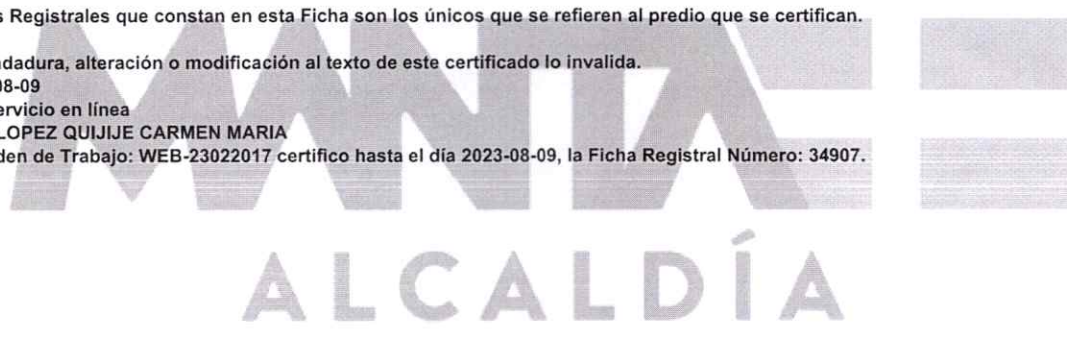 s Registrales que constan en esta Ficha son los únicos que se refieren al predio que se certifican.
dadura, alteración o modificación al texto de este certificado lo invalida.
08-09
ervicio en línea
LOPEZ QUIJIJE CARMEN MARIA
den de Trabajo: WEB-23022017 certifico hasta el día 2023-08-09, la Ficha Registral Número: 34907.
MANTA
ALCALDÍA